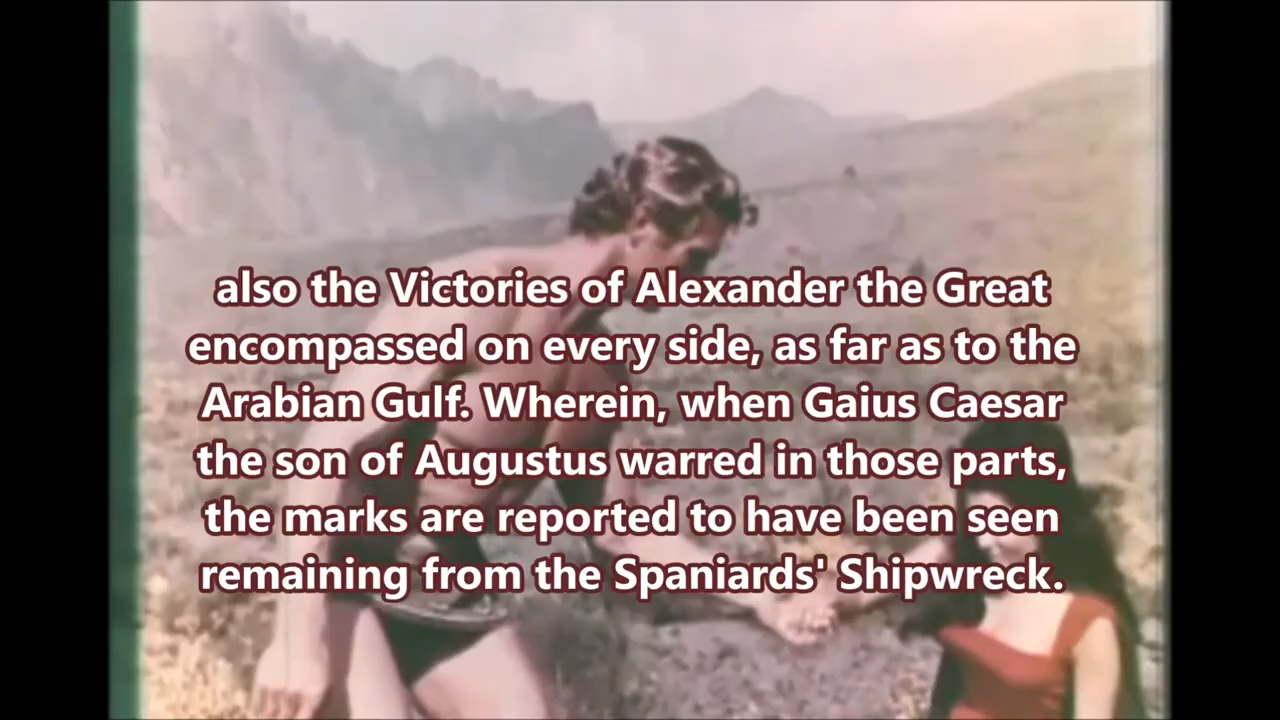 also the Victories of Alexander the Great
encompassed on every side, as far as to the
Arabian Gulf. Wherein, when Gaius Caesar
the son of Augustus warred in those parts,
the marks are reported to have been seen
remaining from the Spaniards' Shipwreck.